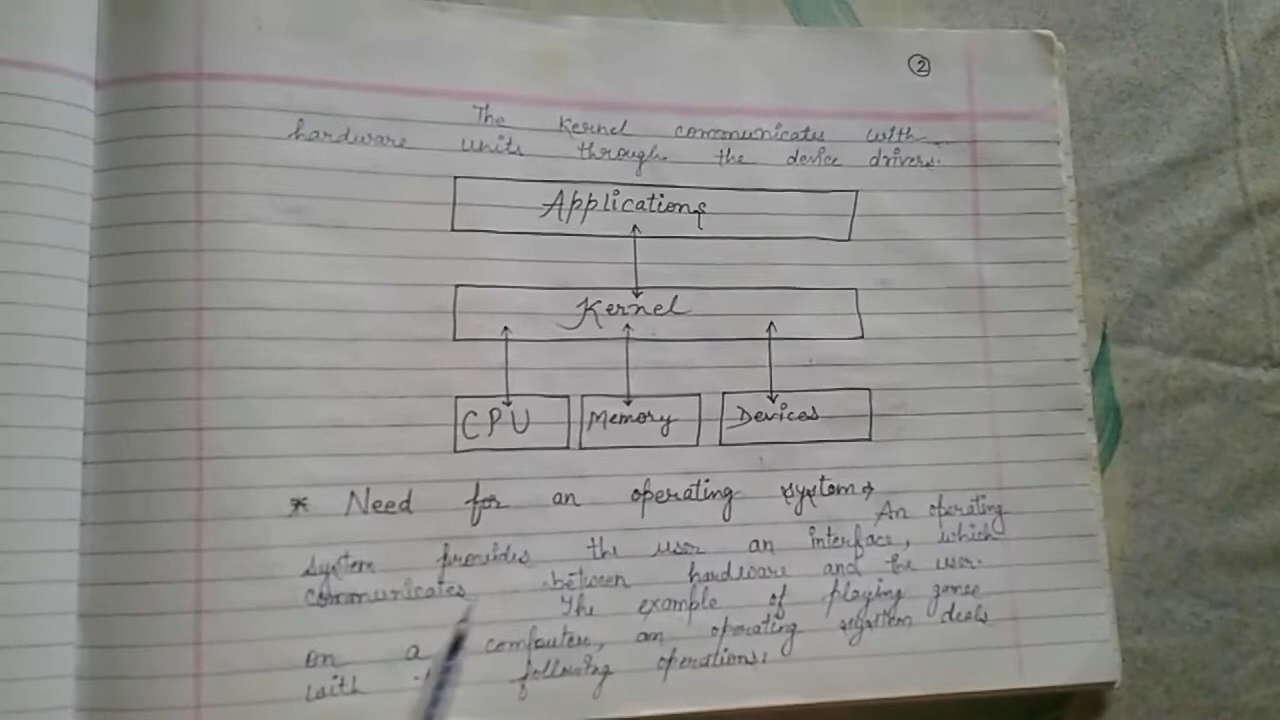 ②
The Kernel communicates with
hardware units through the device drivers.
Applications
Kernel
CPU Memory Devices
* Need for an operating system→
An operating
system provides the user an interface, which
communicates between hardware and the user.
The example of playing games
on a computer, an operating system deals
with following operations: